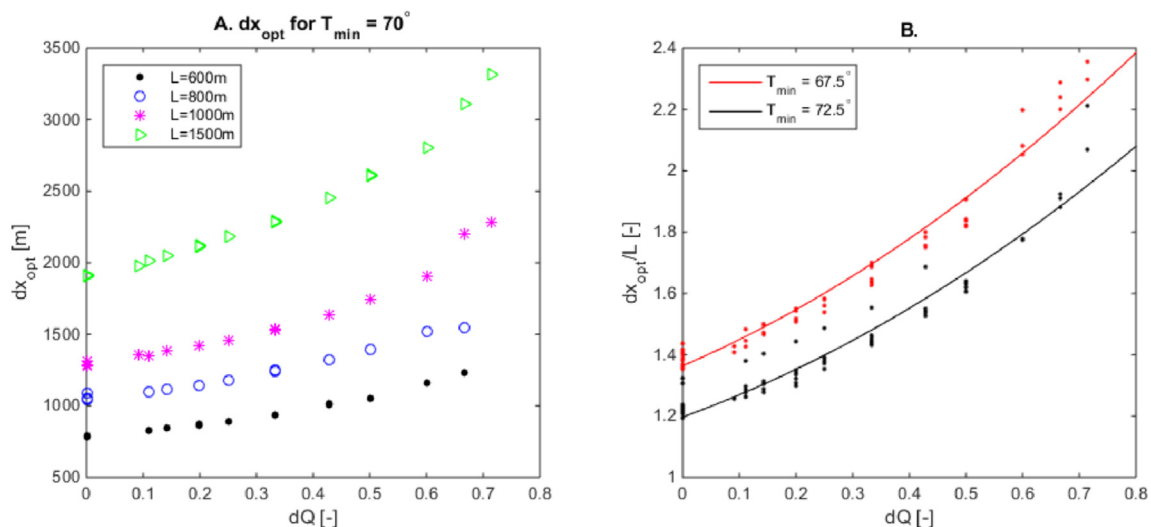 A. dx_opt for T_min = 70°
L=600m
L=800m
L=1000m
L=1500m
3500
3000
2500
2000
1500
1000
500
dx_opt [m]
0 0.1 0.2 0.3 0.4 0.5 0.6 0.7 0.8
dQ [-]
B.
T_min = 67.5°
T_min = 72.5°
2.4
2.2
2
1.8
1.6
1.4
1.2
1
dx_opt/L [-]
0 0.1 0.2 0.3 0.4 0.5 0.6 0.7 0.8
dQ [-]